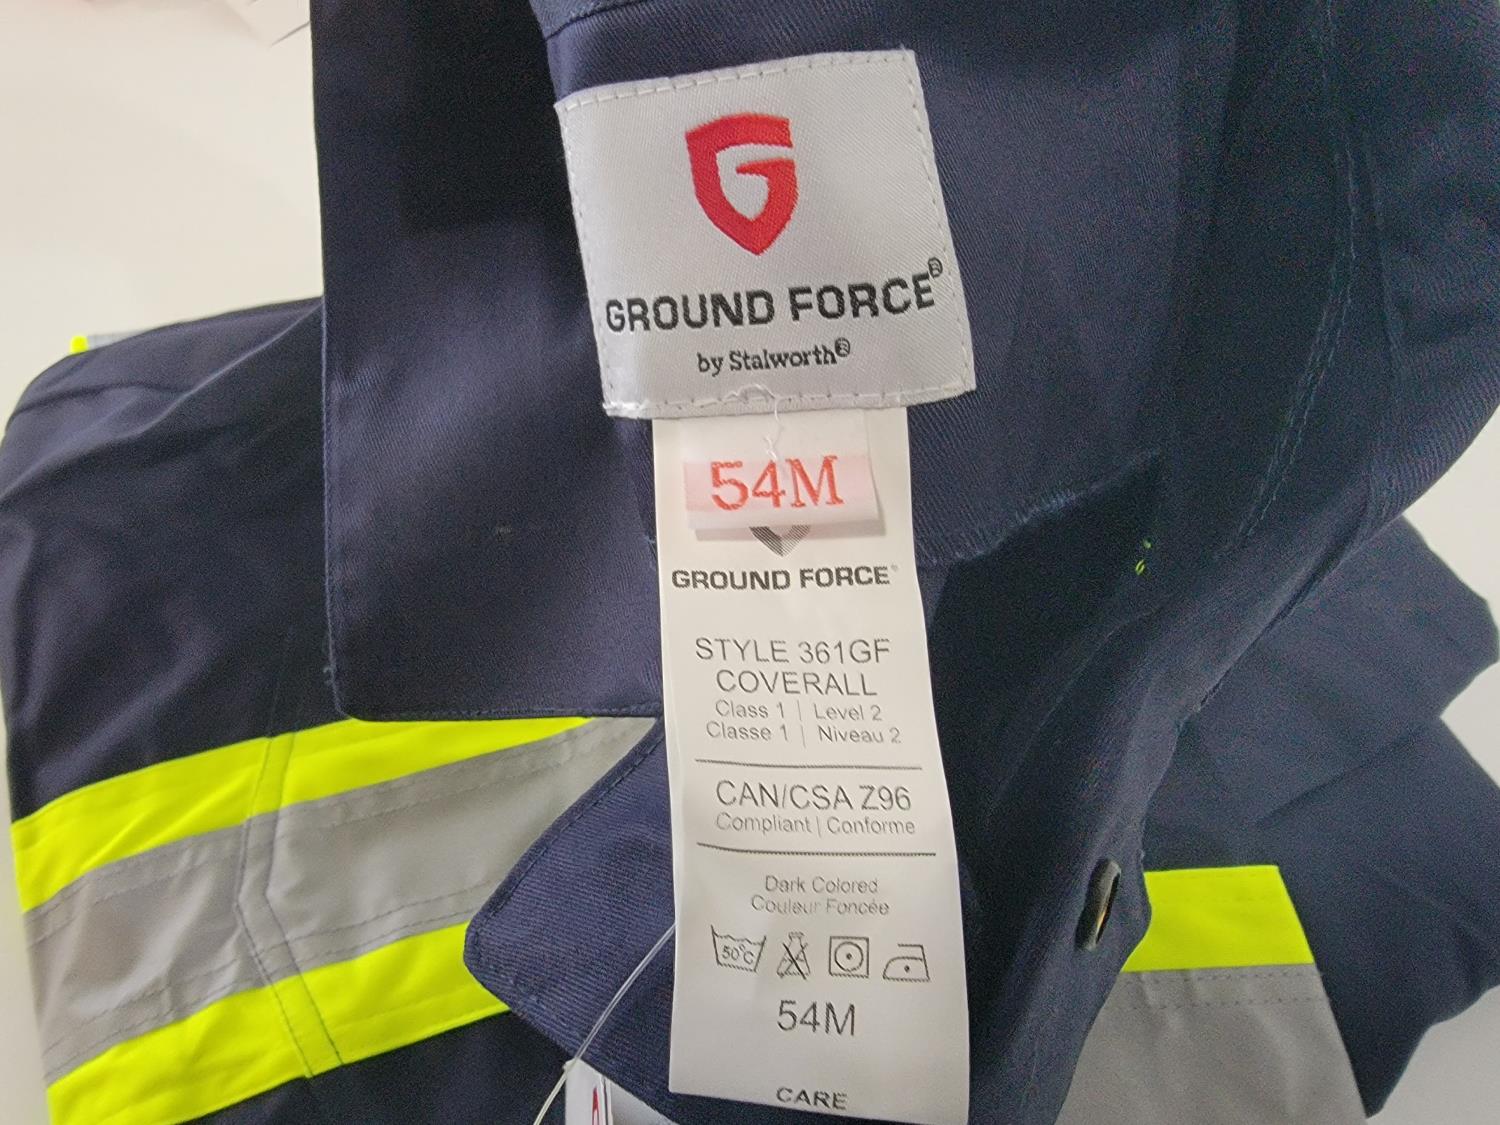 G
GROUND FORCE®
by Stalworth®
54M
GROUND FORCE®
STYLE 361GF
COVERALL
Class 1 | Level 2
Classe 1 | Niveau 2
CAN/CSA Z96
Compliant | Conforme
Dark Colored
Couleur Foncée
50°C
54M
CARE